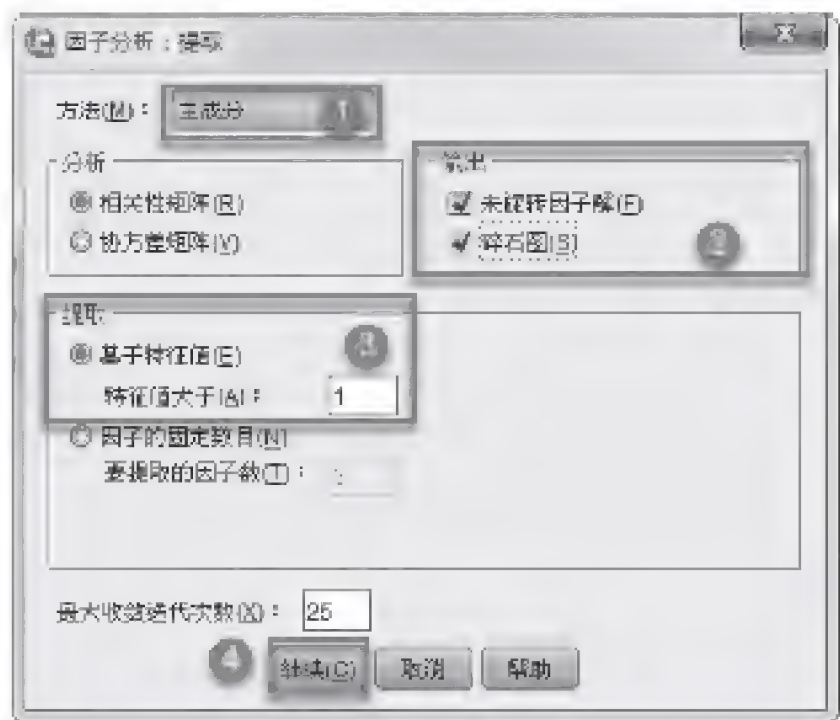 因子分析：提取
方法(M)： 主成分 1
分析
相关性矩阵(R)
协方差矩阵(V)
输出
未旋转因子解(F)
碎石图(S)
2
提取
基于特征值(E)
3
特征值大于(A)： 1
因子的固定数目(N)
要提取的因子数(T)：
最大收敛迭代次数(X)： 25
4 继续(C) 取消 帮助